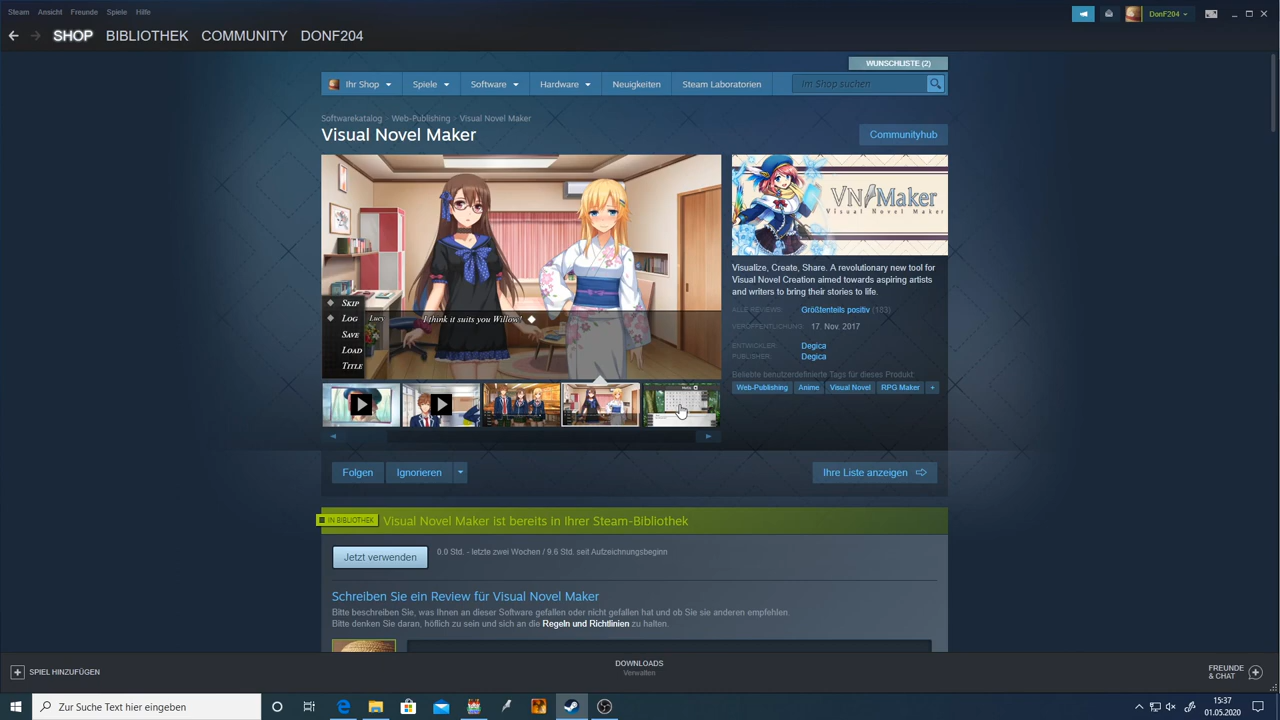 Steam Ansicht Freunde Spiele Hilfe
DonF204
SHOP BIBLIOTHEK COMMUNITY DONF204
WUNSCHLISTE (2)
Ihr Shop Spiele Software Hardware Neuigkeiten Steam Laboratorien Im Shop suchen
Softwarekatalog > Web-Publishing > Visual Novel Maker
Visual Novel Maker
Communityhub
VN Maker
Visual Novel Maker
SKIP
LOG
Lucy
I think it suits you Willow!
SAVE
LOAD
TITLE
Visualize, Create, Share. A revolutionary new tool for
Visual Novel Creation aimed towards aspiring artists
and writers to bring their stories to life.
ALLE REVIEWS: Größtenteils positiv (183)
VERÖFFENTLICHUNG: 17. Nov. 2017
ENTWICKLER: Degica
PUBLISHER: Degica
Beliebte benutzerdefinierte Tags für dieses Produkt:
Web-Publishing Anime Visual Novel RPG Maker +
Folgen Ignorieren Ihre Liste anzeigen
IN BIBLIOTHEK Visual Novel Maker ist bereits in Ihrer Steam-Bibliothek
Jetzt verwenden 0.0 Std. - letzte zwei Wochen / 9.6 Std. seit Aufzeichnungsbeginn
Schreiben Sie ein Review für Visual Novel Maker
Bitte beschreiben Sie, was Ihnen an dieser Software gefallen oder nicht gefallen hat und ob Sie sie anderen empfehlen.
Bitte denken Sie daran, höflich zu sein und sich an die Regeln und Richtlinien zu halten.
SPIEL HINZUFÜGEN
DOWNLOADS
Verwalten
FREUNDE
& CHAT
Zur Suche Text hier eingeben
15:37
01.05.2020